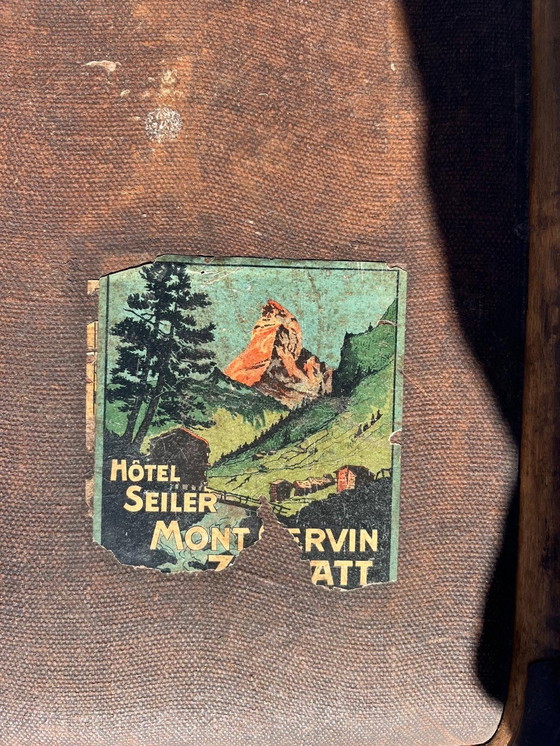 HÔTEL
SEILER
MONT ERVIN
Z ATT